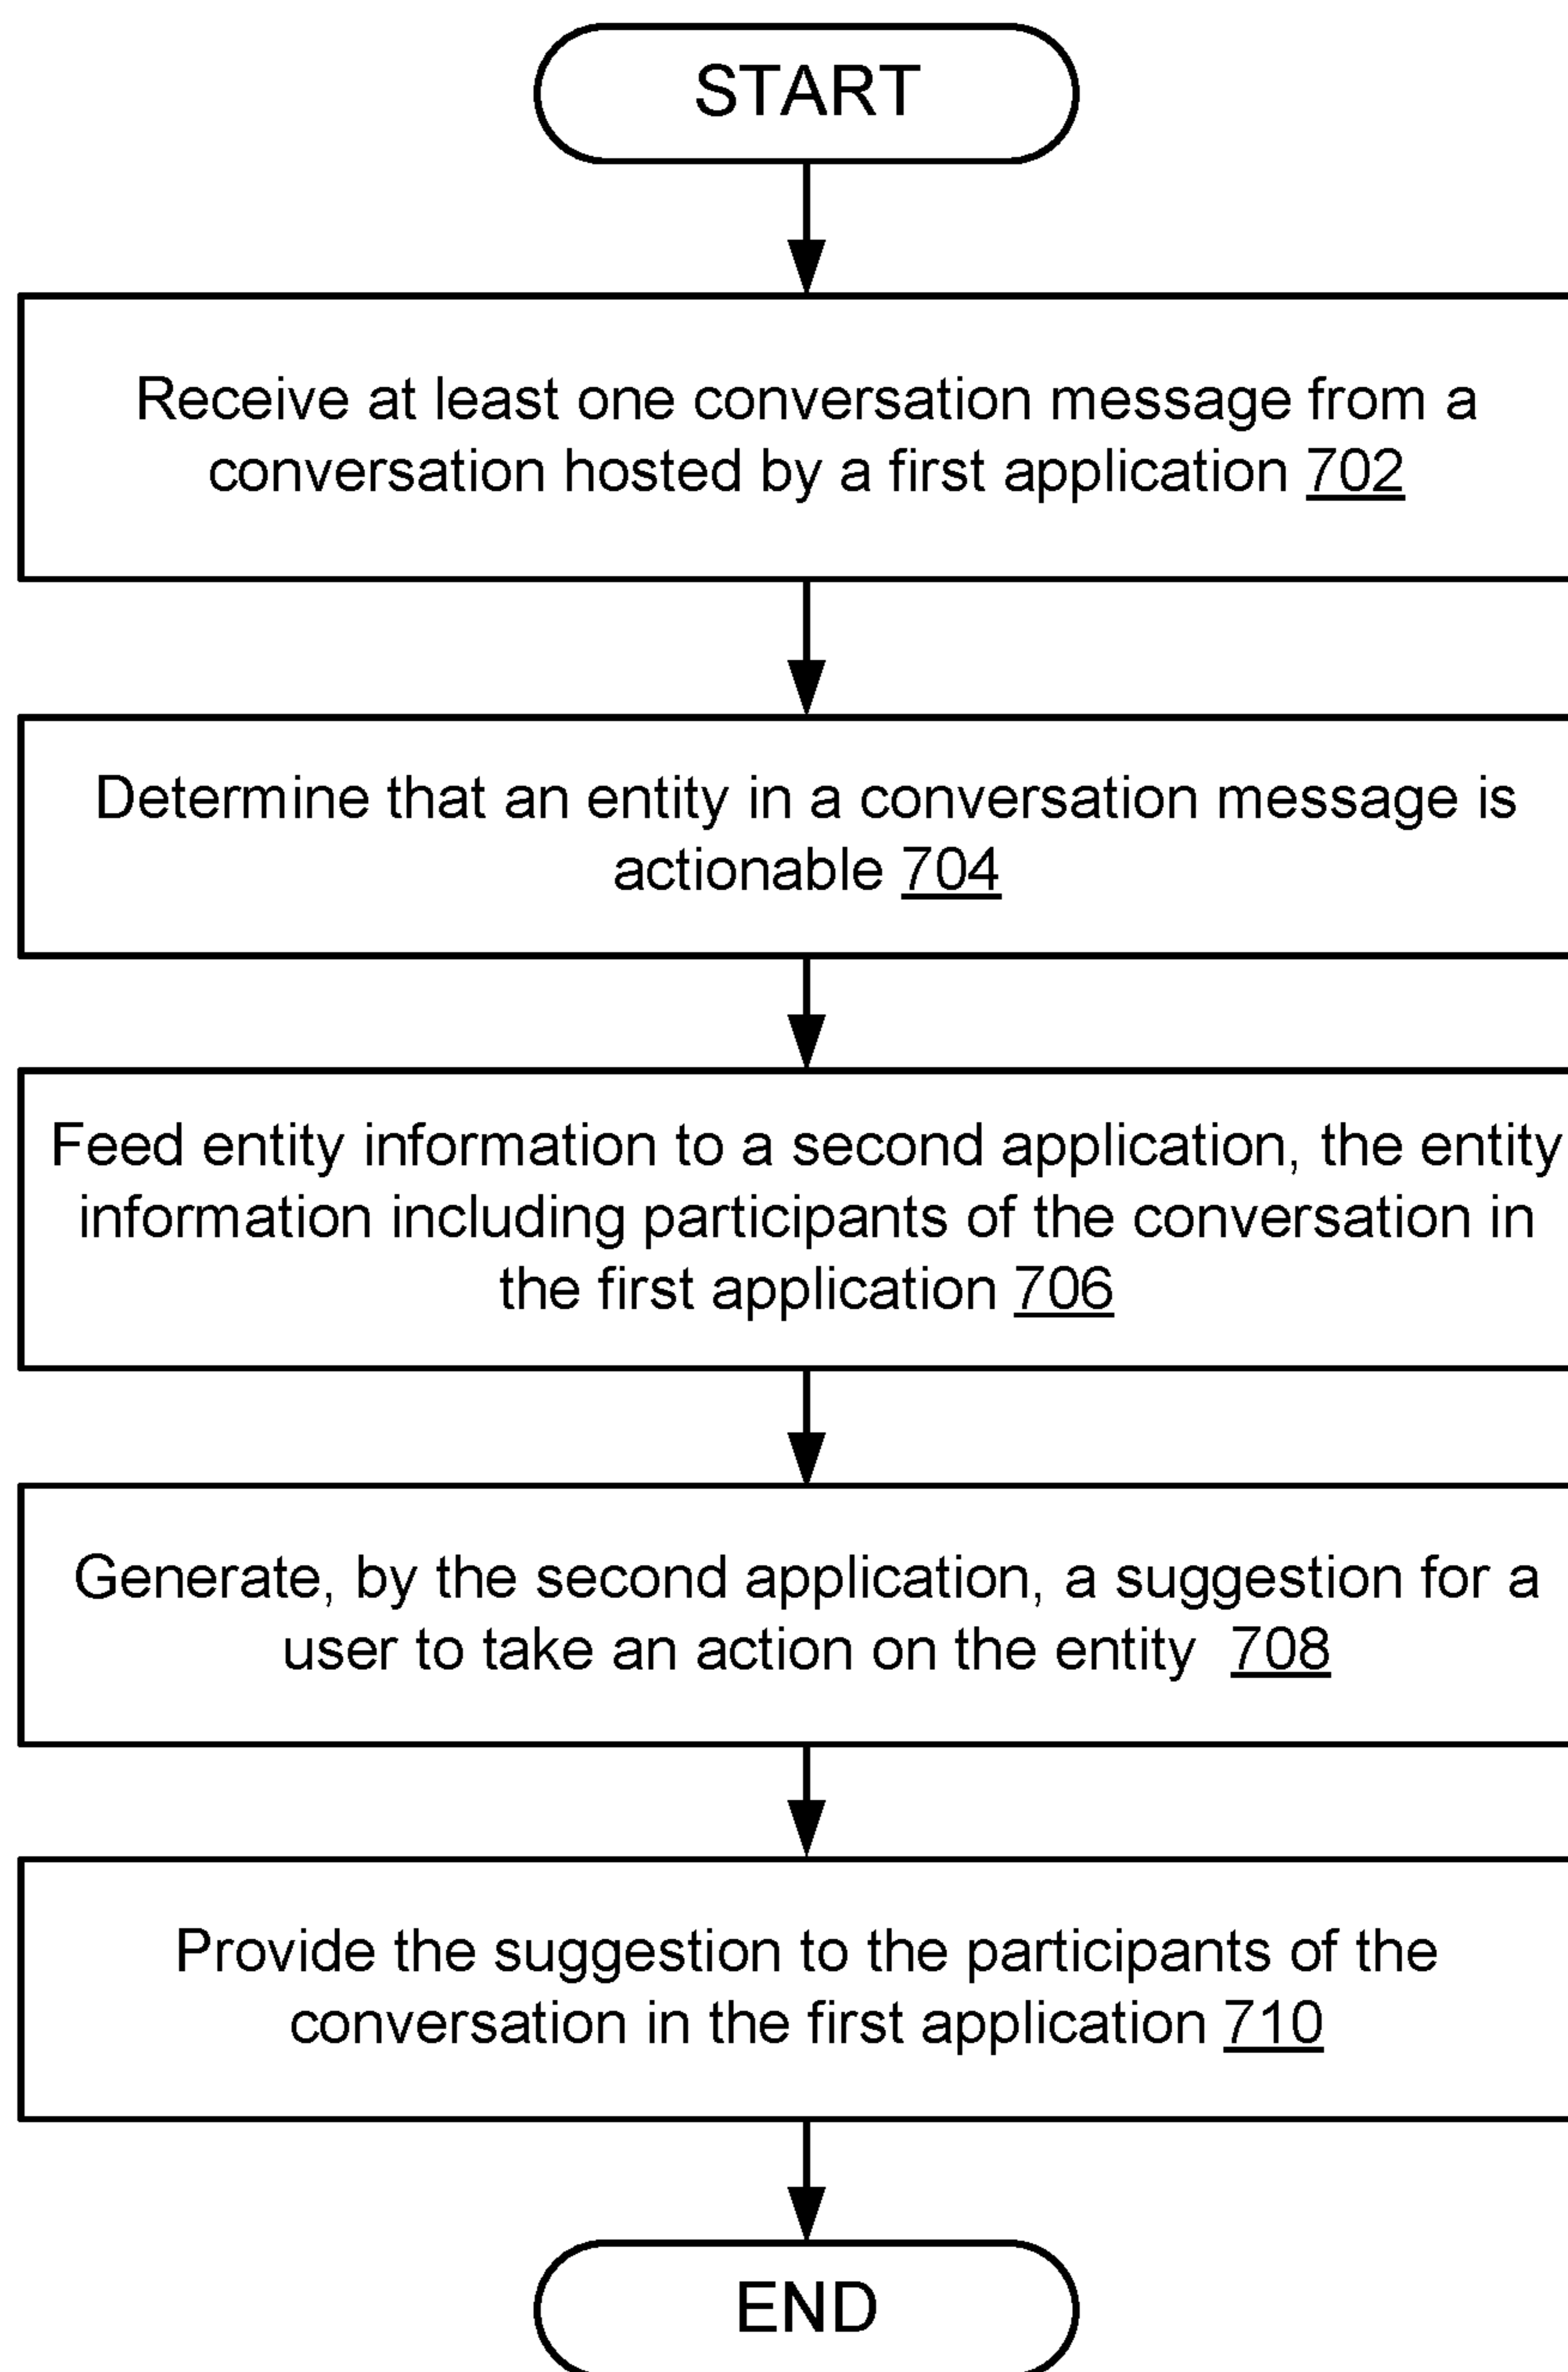 START
Receive at least one conversation message from a
conversation hosted by a first application 702
Determine that an entity in a conversation message is
actionable 704
Feed entity information to a second application, the entity
information including participants of the conversation in
the first application 706
Generate, by the second application, a suggestion for a
user to take an action on the entity 708
Provide the suggestion to the participants of the
conversation in the first application 710
END